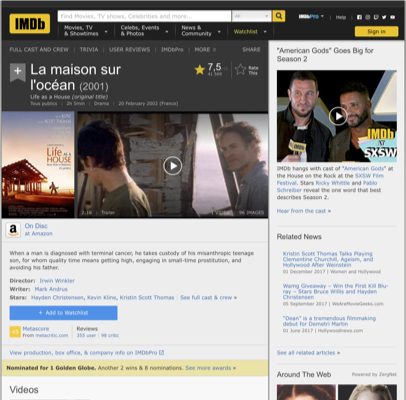 IMDb
Find Movies, TV shows, Celebrities and more...
All
IMDbPro
Help
Movies, TV
& Showtimes
Celebs, Events
& Photos
News &
Community
Watchlist
Sign in
FULL CAST AND CREW | TRIVIA | USER REVIEWS | IMDbPro | MORE
SHARE
La maison sur
l'océan (2001)
Life as a House (original title)
Tous publics | 2h 5min | Drama | 20 February 2002 (France)
7,5
Rate
This
Life as a
HOUSE
Trailer
IMAGES
On Disc
at Amazon
When a man is diagnosed with terminal cancer, he takes custody of his misanthropic teenage
son, for whom quality time means getting high, engaging in small-time prostitution, and
avoiding his father.
Director: Irwin Winkler
Writer: Mark Andrus
Stars: Hayden Christensen, Kevin Kline, Kristin Scott Thomas | See full cast & crew »
+ Add to Watchlist
Metascore
From metacritic.com
Reviews
355 user | 98 critic
View production, box office, & company info on IMDbPro
Nominated for 1 Golden Globe. Another 2 wins & 8 nominations. See more awards »
Videos
"American Gods" Goes Big for
Season 2
IMDb
AT
SXSW
IMDb hangs with cast of "American Gods" at
the House on the Rock at the SXSW Film
Festival. Stars Ricky Whittle and Pablo
Schreiber reveal the one word that best
describes Season 2.
Hear from the cast »
Related News
Kristin Scott Thomas Talks Playing
Clementine Churchill, Ageism, and
Hollywood After Weinstein
01 December 2017 | Women and Hollywood
Warng Giveaway – Win the First Kill Blu-
ray – Stars Bruce Willis and Hayden
Christensen
05 September 2017 | WeAreMovieGeeks.com
"Dean" is a tremendous filmmaking
debut for Demetri Martin
Hollywoodnews.com
See all related articles »
Around The Web
Powered by ZergNet